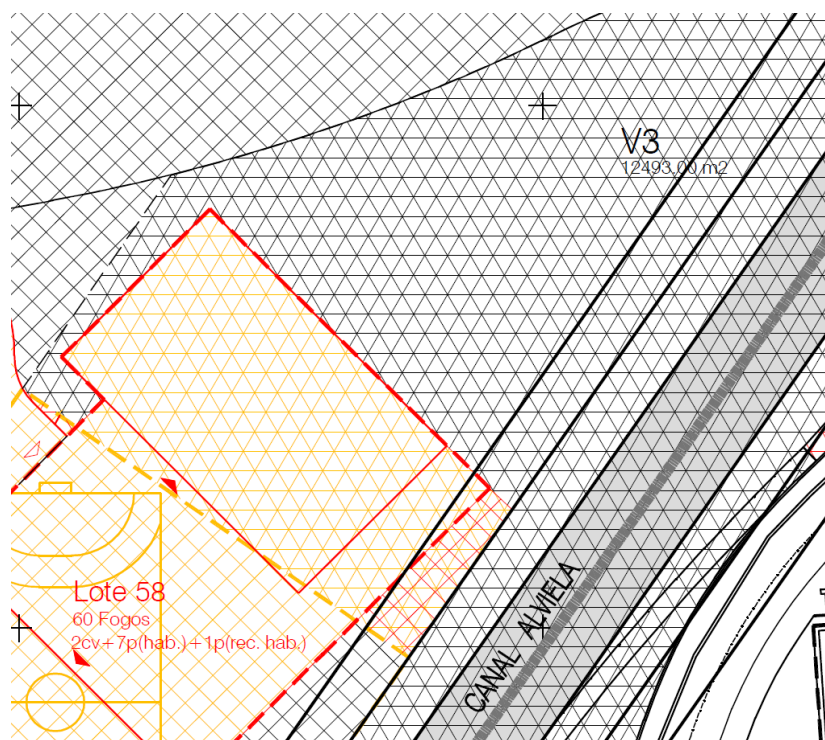 V3
12493,00 m2
CANAL ALVIELA
Lote 58
60 Fogos
2cv+7p(hab.)+1p(rec. hab.)